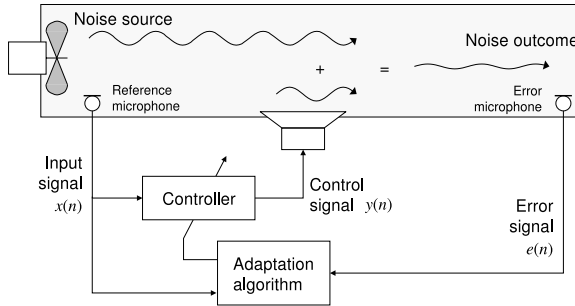 Noise source
Noise outcome
+
=
Reference
microphone
Error
microphone
Input
signal
x(n)
Controller
Control
signal y(n)
Error
signal
e(n)
Adaptation
algorithm